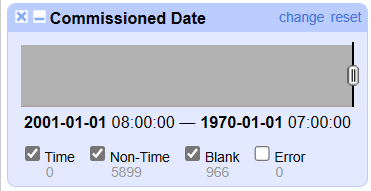 Commissioned Date change reset
2001-01-01 08:00:00 — 1970-01-01 07:00:00
Time Non-Time Blank Error
0 5899 966 0